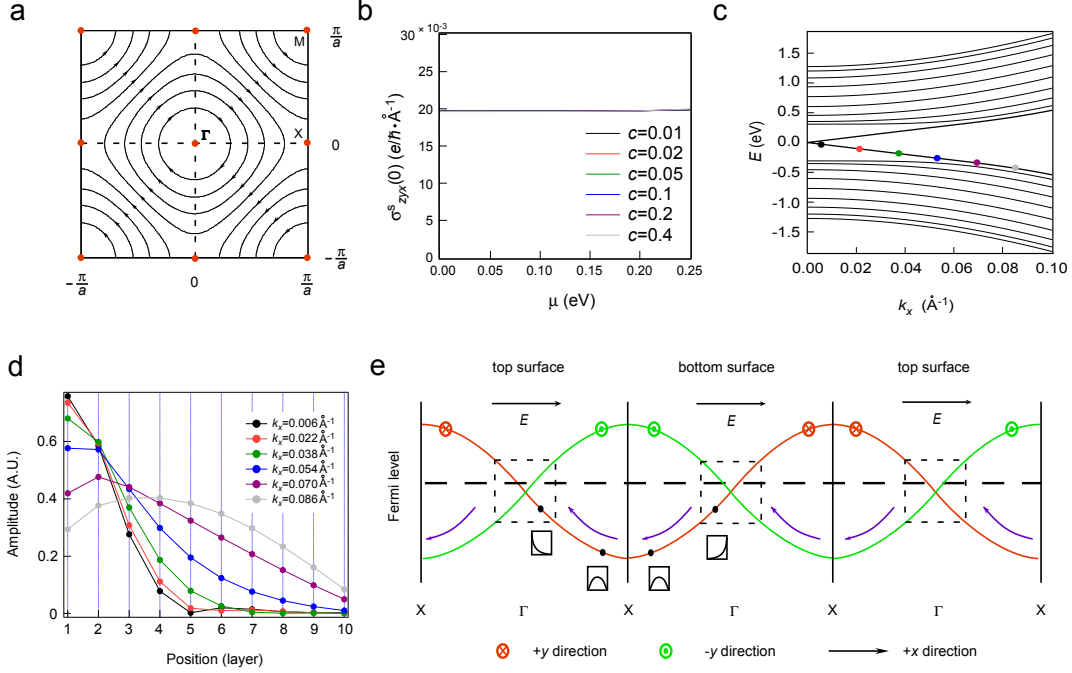 a
M
X
Γ
π/a
0
-π/a
-π/a
0
π/a
b
30 x 10⁻³
25
20
15
10
5
0
σˢzyx(0) (e/ħ·Å⁻¹)
c=0.01
c=0.02
c=0.05
c=0.1
c=0.2
c=0.4
0.00 0.05 0.10 0.15 0.20 0.25
μ (eV)
c
1.5
1.0
0.5
0.0
-0.5
-1.0
-1.5
E (eV)
0.00 0.02 0.04 0.06 0.08 0.10
kx (Å⁻¹)
d
0.6
0.4
0.2
0
Amplitude (A.U.)
kx=0.006Å⁻¹
kx=0.022Å⁻¹
kx=0.038Å⁻¹
kx=0.054Å⁻¹
kx=0.070Å⁻¹
kx=0.086Å⁻¹
1 2 3 4 5 6 7 8 9 10
Position (layer)
e
top surface bottom surface top surface
E E E
Fermi level
X Γ X Γ X Γ X
+y direction -y direction +x direction